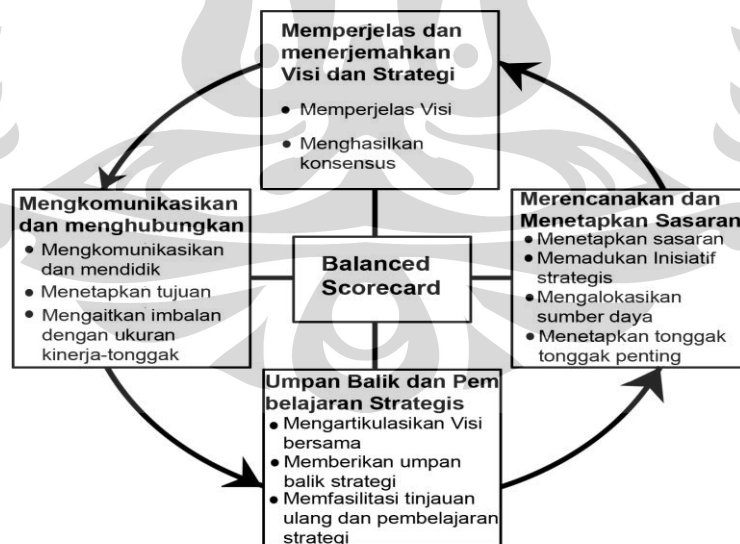 Memperjelas dan
menerjemahkan
Visi dan Strategi
● Memperjelas Visi
● Menghasilkan
konsensus
Mengkomunikasikan
dan menghubungkan
● Mengkomunikasikan
dan mendidik
● Menetapkan tujuan
● Mengaitkan imbalan
dengan ukuran
kinerja-tonggak
Balanced
Scorecard
Merencanakan dan
Menetapkan Sasaran
● Menetapkan sasaran
● Memadukan Inisiatif
strategis
● Mengalokasikan
sumber daya
● Menetapkan tonggak
tonggak penting
Umpan Balik dan Pem
belajaran Strategis
● Mengartikulasikan Visi
bersama
● Memberikan umpan
balik strategi
● Memfasilitasi tinjauan
ulang dan pembelajaran
strategi